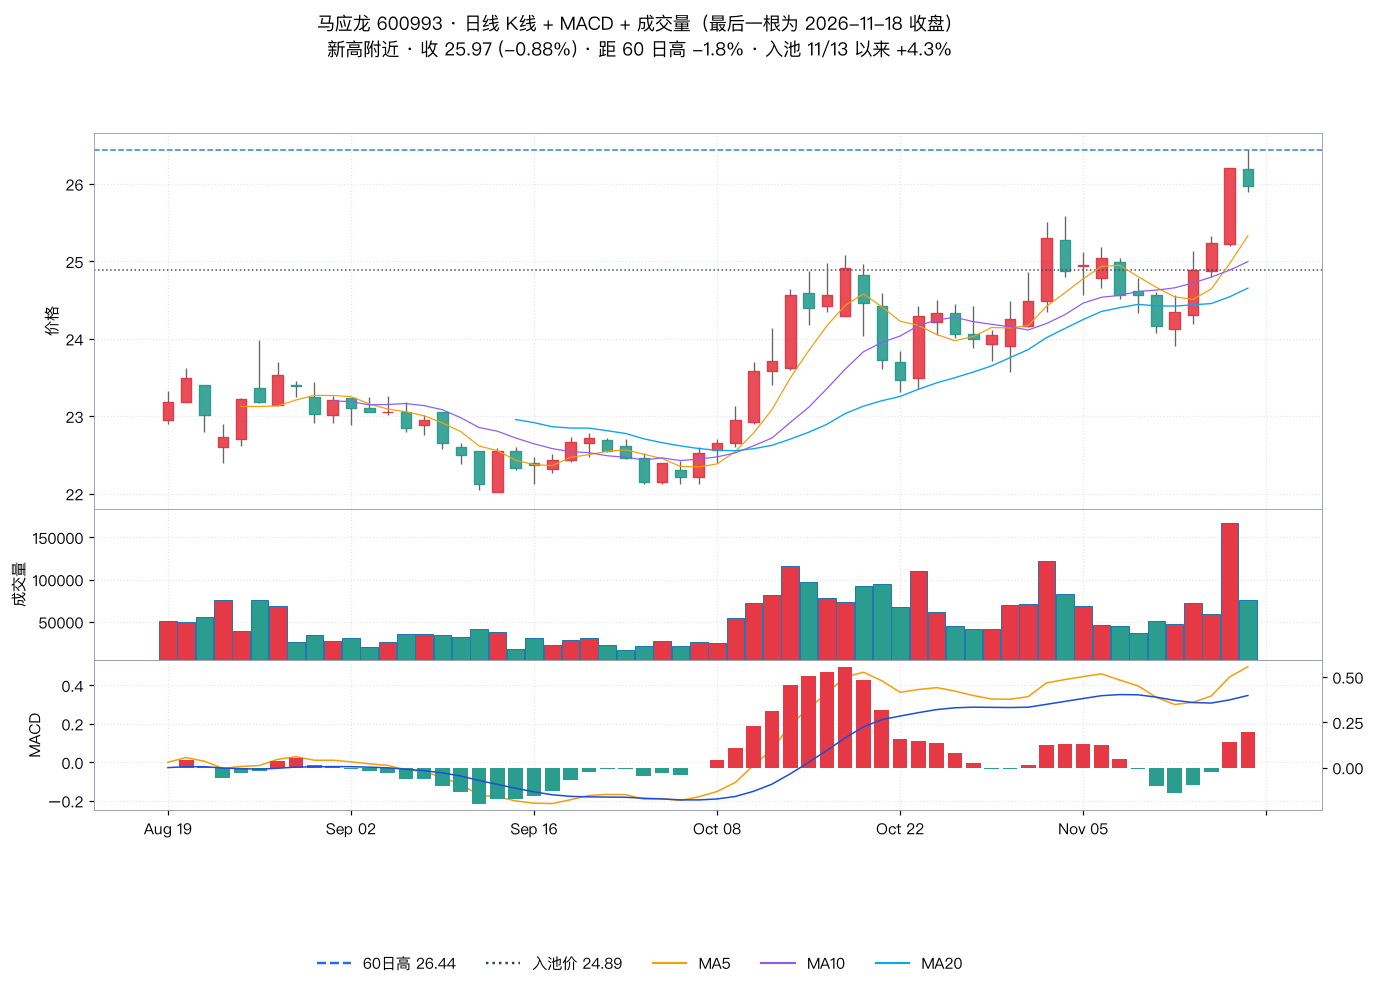 马应龙 600993 · 日线 K线 + MACD + 成交量（最后一根为 2026−11−18 收盘）
新高附近 · 收 25.97 (−0.88%) · 距 60 日高 −1.8% · 入池 11/13 以来 +4.3%
价格
26
25
24
23
22
成交量
150000
100000
50000
MACD
0.4
0.2
0.0
−0.2
0.50
0.25
0.00
Aug 19
Sep 02
Sep 16
Oct 08
Oct 22
Nov 05
60日高 26.44
入池价 24.89
MA5
MA10
MA20